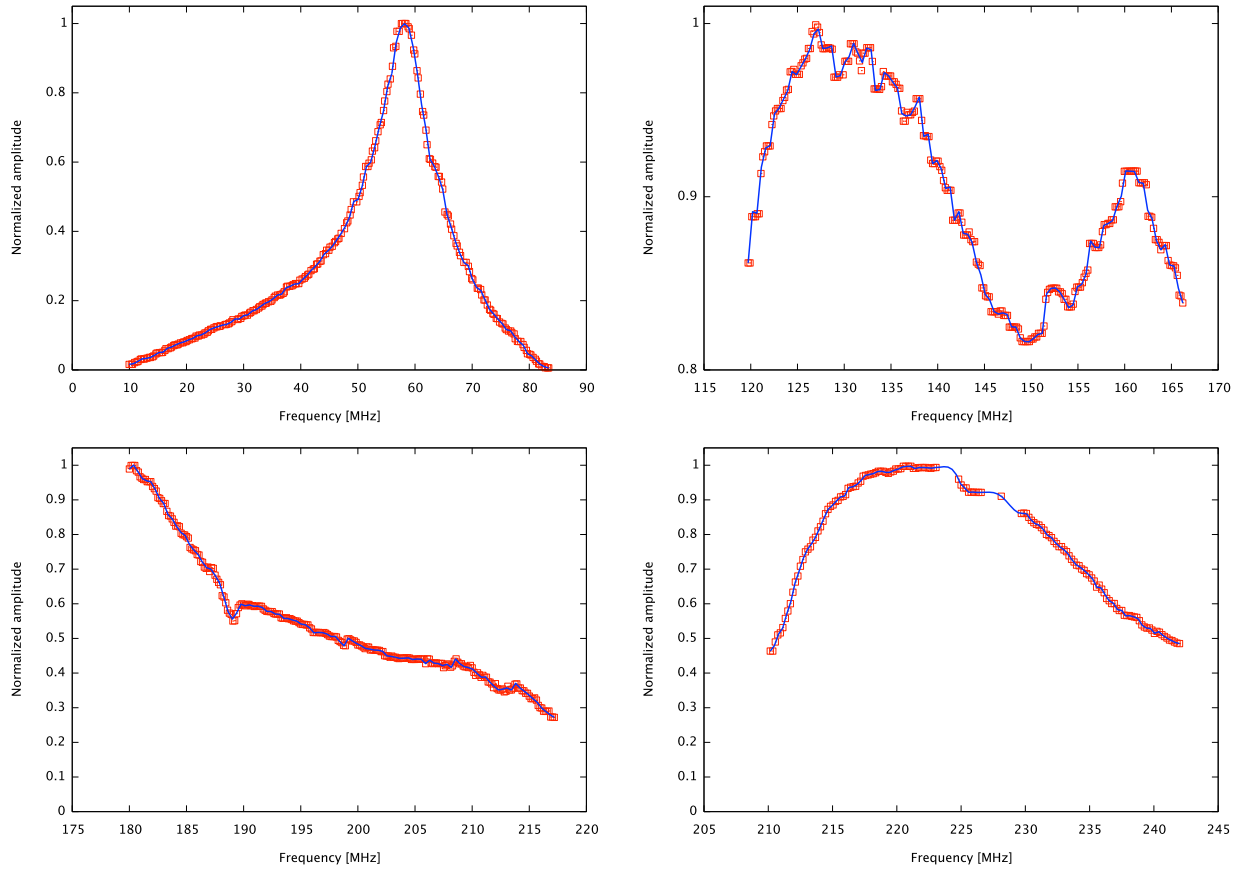 Normalized amplitude
1
0.8
0.6
0.4
0.2
0
0 10 20 30 40 50 60 70 80 90
Frequency [MHz]
Normalized amplitude
1
0.9
0.8
115 120 125 130 135 140 145 150 155 160 165 170
Frequency [MHz]
Normalized amplitude
1
0.9
0.8
0.7
0.6
0.5
0.4
0.3
0.2
0.1
0
175 180 185 190 195 200 205 210 215 220
Frequency [MHz]
Normalized amplitude
1
0.9
0.8
0.7
0.6
0.5
0.4
0.3
0.2
0.1
0
205 210 215 220 225 230 235 240 245
Frequency [MHz]